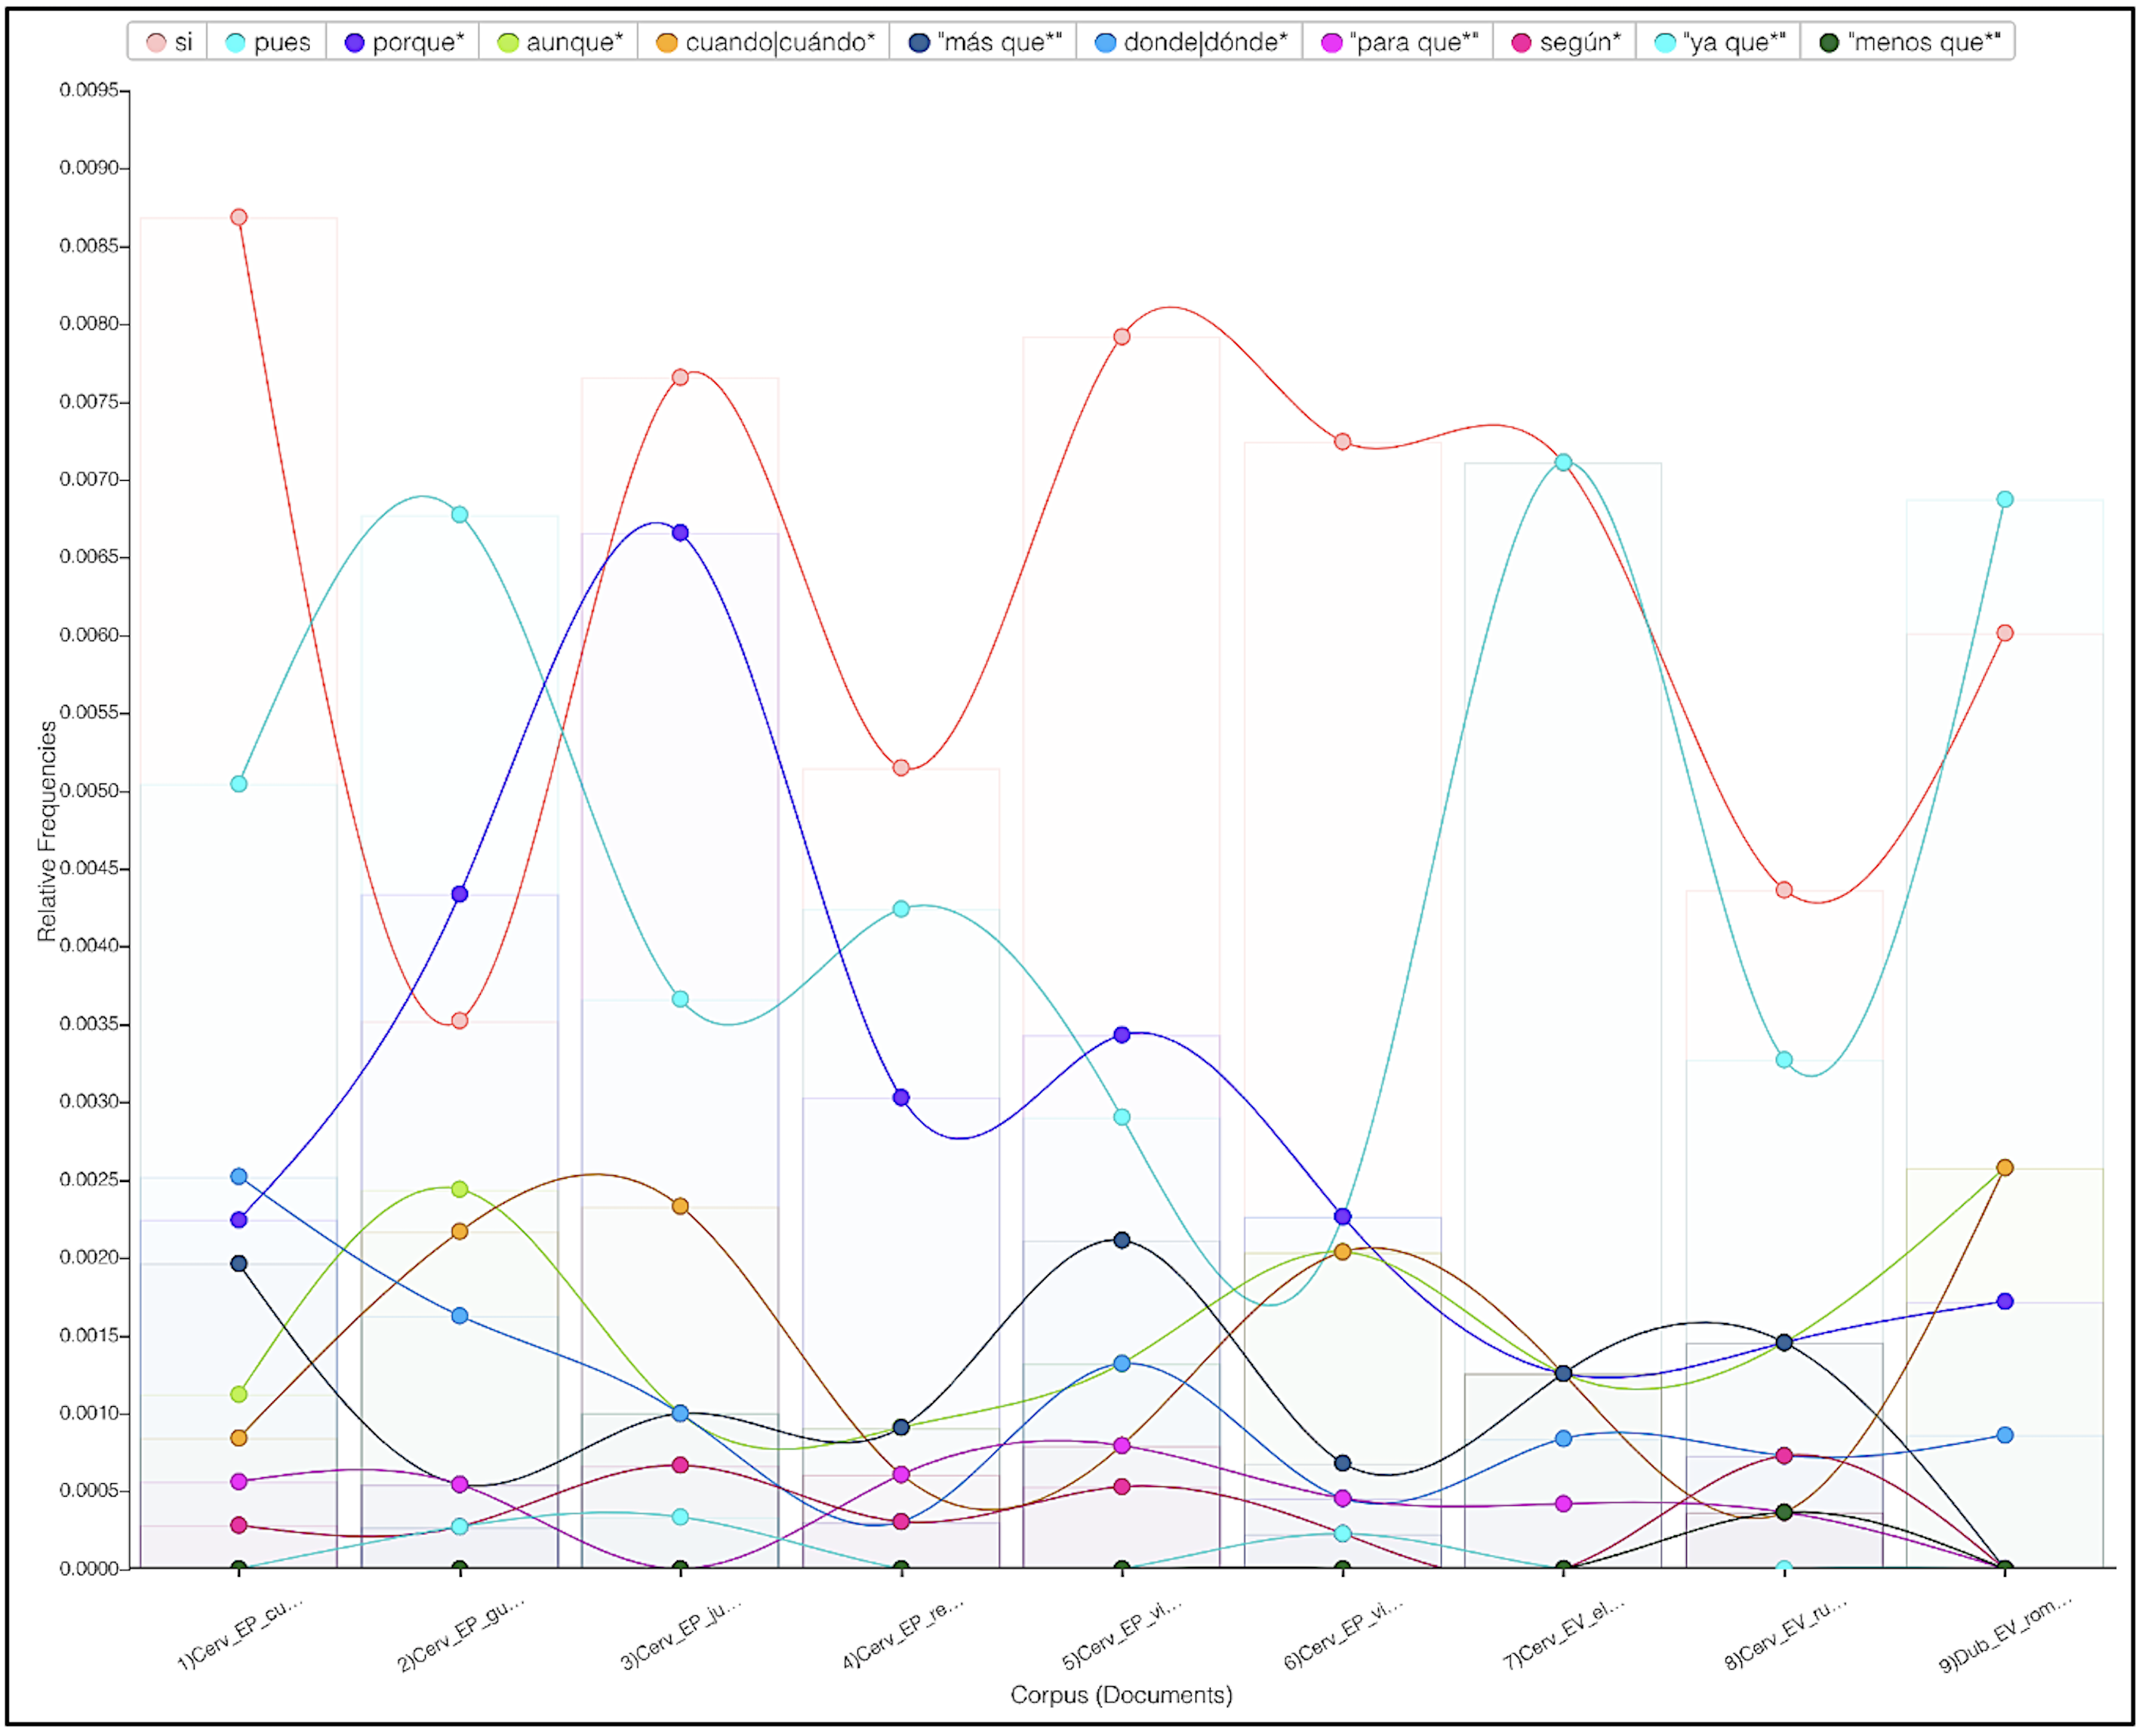 si pues porque* aunque* cuando|cuándo* "más que*" donde|dónde* "para que*" según* "ya que*" "menos que*"
0.0095
0.0090
0.0085
0.0080
0.0075
0.0070
0.0065
0.0060
0.0055
0.0050
0.0045
0.0040
0.0035
0.0030
0.0025
0.0020
0.0015
0.0010
0.0005
0.0000
Relative Frequencies
1)Cerv_EP_cu...
2)Cerv_EP_gu...
3)Cerv_EP_ju...
4)Cerv_EP_re...
5)Cerv_EP_vi...
6)Cerv_EP_vi...
7)Cerv_EV_el...
8)Cerv_EV_ru...
9)Dub_EV_rom...
Corpus (Documents)